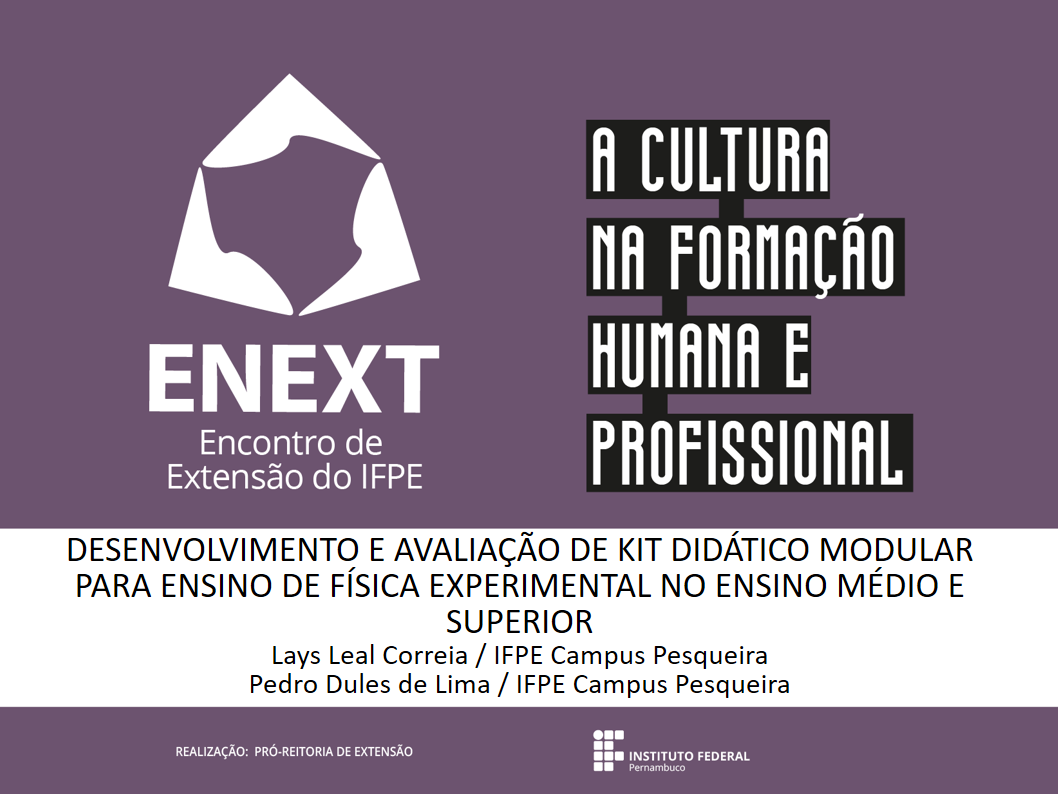 ENEXT
Encontro de
Extensão do IFPE
A CULTURA
NA FORMAÇÃO
HUMANA E
PROFISSIONAL
DESENVOLVIMENTO E AVALIAÇÃO DE KIT DIDÁTICO MODULAR
PARA ENSINO DE FÍSICA EXPERIMENTAL NO ENSINO MÉDIO E
SUPERIOR
Lays Leal Correia / IFPE Campus Pesqueira
Pedro Dules de Lima / IFPE Campus Pesqueira
REALIZAÇÃO: PRÓ-REITORIA DE EXTENSÃO
INSTITUTO FEDERAL
Pernambuco